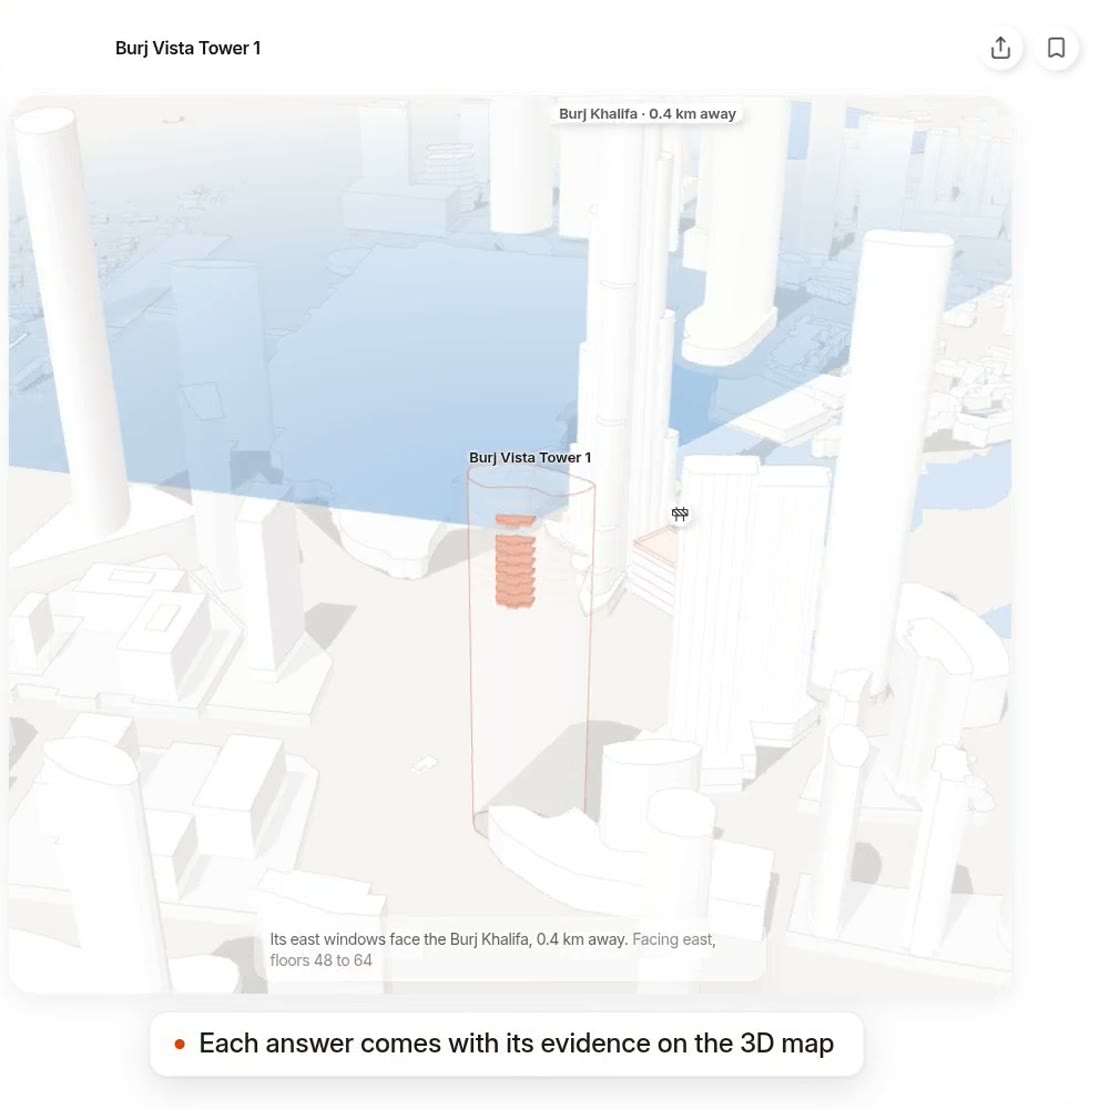 Burj Vista Tower 1
Burj Khalifa · 0.4 km away
Burj Vista Tower 1
Its east windows face the Burj Khalifa, 0.4 km away. Facing east,
floors 48 to 64
Each answer comes with its evidence on the 3D map